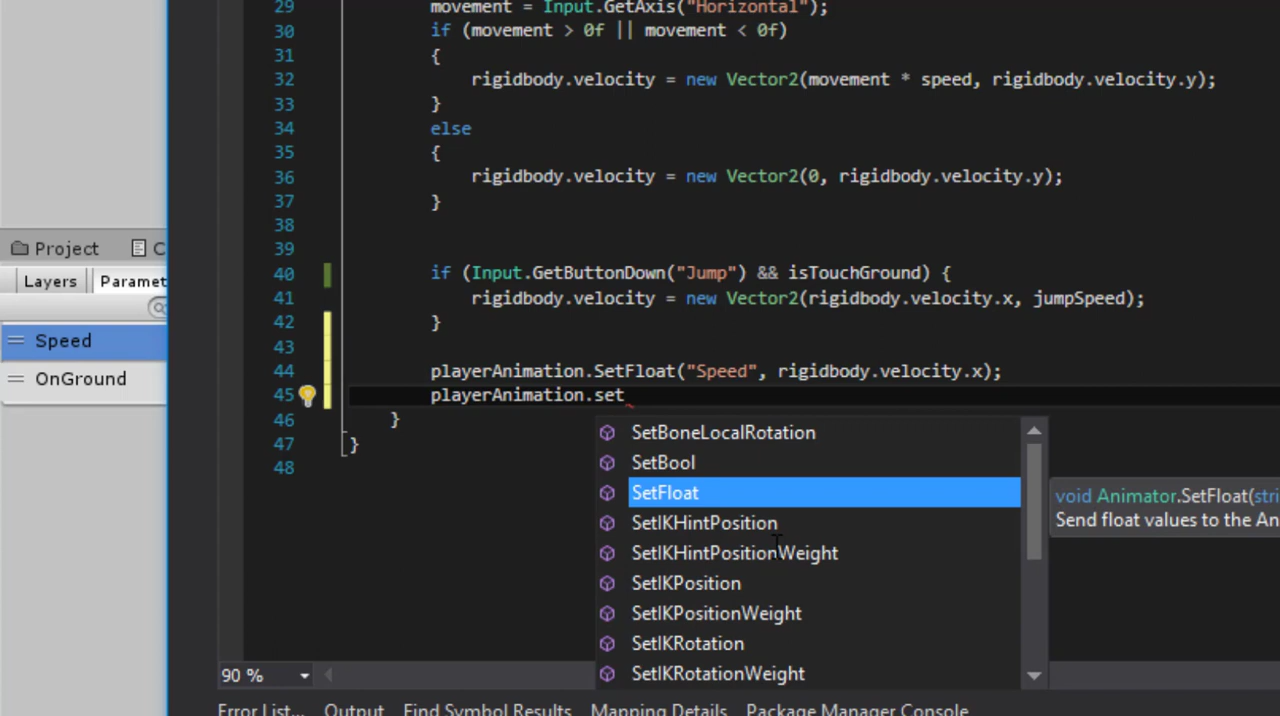 29 movement = Input.GetAxis("Horizontal");
30 if (movement > 0f || movement < 0f)
31 {
32 rigidbody.velocity = new Vector2(movement * speed, rigidbody.velocity.y);
33 }
34 else
35 {
36 rigidbody.velocity = new Vector2(0, rigidbody.velocity.y);
37 }
38
39
40 if (Input.GetButtonDown("Jump") && isTouchGround) {
41 rigidbody.velocity = new Vector2(rigidbody.velocity.x, jumpSpeed);
42 }
43
44 playerAnimation.SetFloat("Speed", rigidbody.velocity.x);
45 playerAnimation.set
46 }
47 }
48
Project C
Layers Paramet
Speed
OnGround
SetBoneLocalRotation
SetBool
SetFloat
SetIKHintPosition
SetIKHintPositionWeight
SetIKPosition
SetIKPositionWeight
SetIKRotation
SetIKRotationWeight
void Animator.SetFloat(stri
Send float values to the An
90 %
Error List... Output Find Symbol Results Mapping Details Package Manager Console